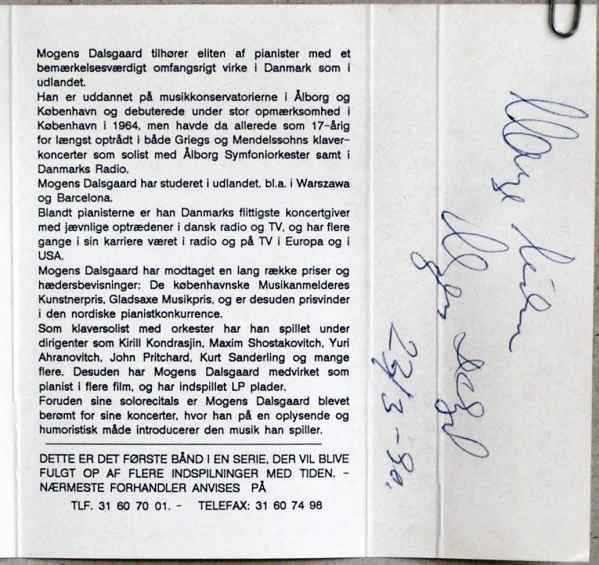 Mogens Dalsgaard tilhører eliten af pianister med et
bemærkelsesværdigt omfangsrigt virke i Danmark som i
udlandet.
Han er uddannet på musikkonservatorierne i Ålborg og
København og debuterede under stor opmærksomhed i
København i 1964, men havde da allerede som 17-årig
for længst optrådt i både Griegs og Mendelssohns klaver-
koncerter som solist med Ålborg Symfoniorkester samt i
Danmarks Radio.
Mogens Dalsgaard har studeret i udlandet, bl.a. i Warszawa
og Barcelona.
Blandt pianisterne er han Danmarks flittigste koncertgiver
med jævnlige optrædener i dansk radio og TV, og har flere
gange i sin karriere været i radio og på TV i Europa og i
USA.
Mogens Dalsgaard har modtaget en lang række priser og
hædersbevisninger: De københavnske Musikanmelderes
Kunstnerpris, Gladsaxe Musikpris, og er desuden prisvinder
i den nordiske pianistkonkurrence.
Som klaversolist med orkester har han spillet under
dirigenter som Kirill Kondrasjin, Maxim Shostakovitch, Yuri
Ahranovitch, John Pritchard, Kurt Sanderling og mange
flere. Desuden har Mogens Dalsgaard medvirket som
pianist i flere film, og har indspillet LP plader.
Foruden sine solorecitals er Mogens Dalsgaard blevet
berømt for sine koncerter, hvor han på en oplysende og
humoristisk måde introducerer den musik han spiller.
DETTE ER DET FØRSTE BÅND I EN SERIE, DER VIL BLIVE
FULGT OP AF FLERE INDSPILNINGER MED TIDEN. -
NÆRMESTE FORHANDLER ANVISES PÅ
TLF. 31 60 70 01. - TELEFAX: 31 60 74 98
Mange
23/3-90.